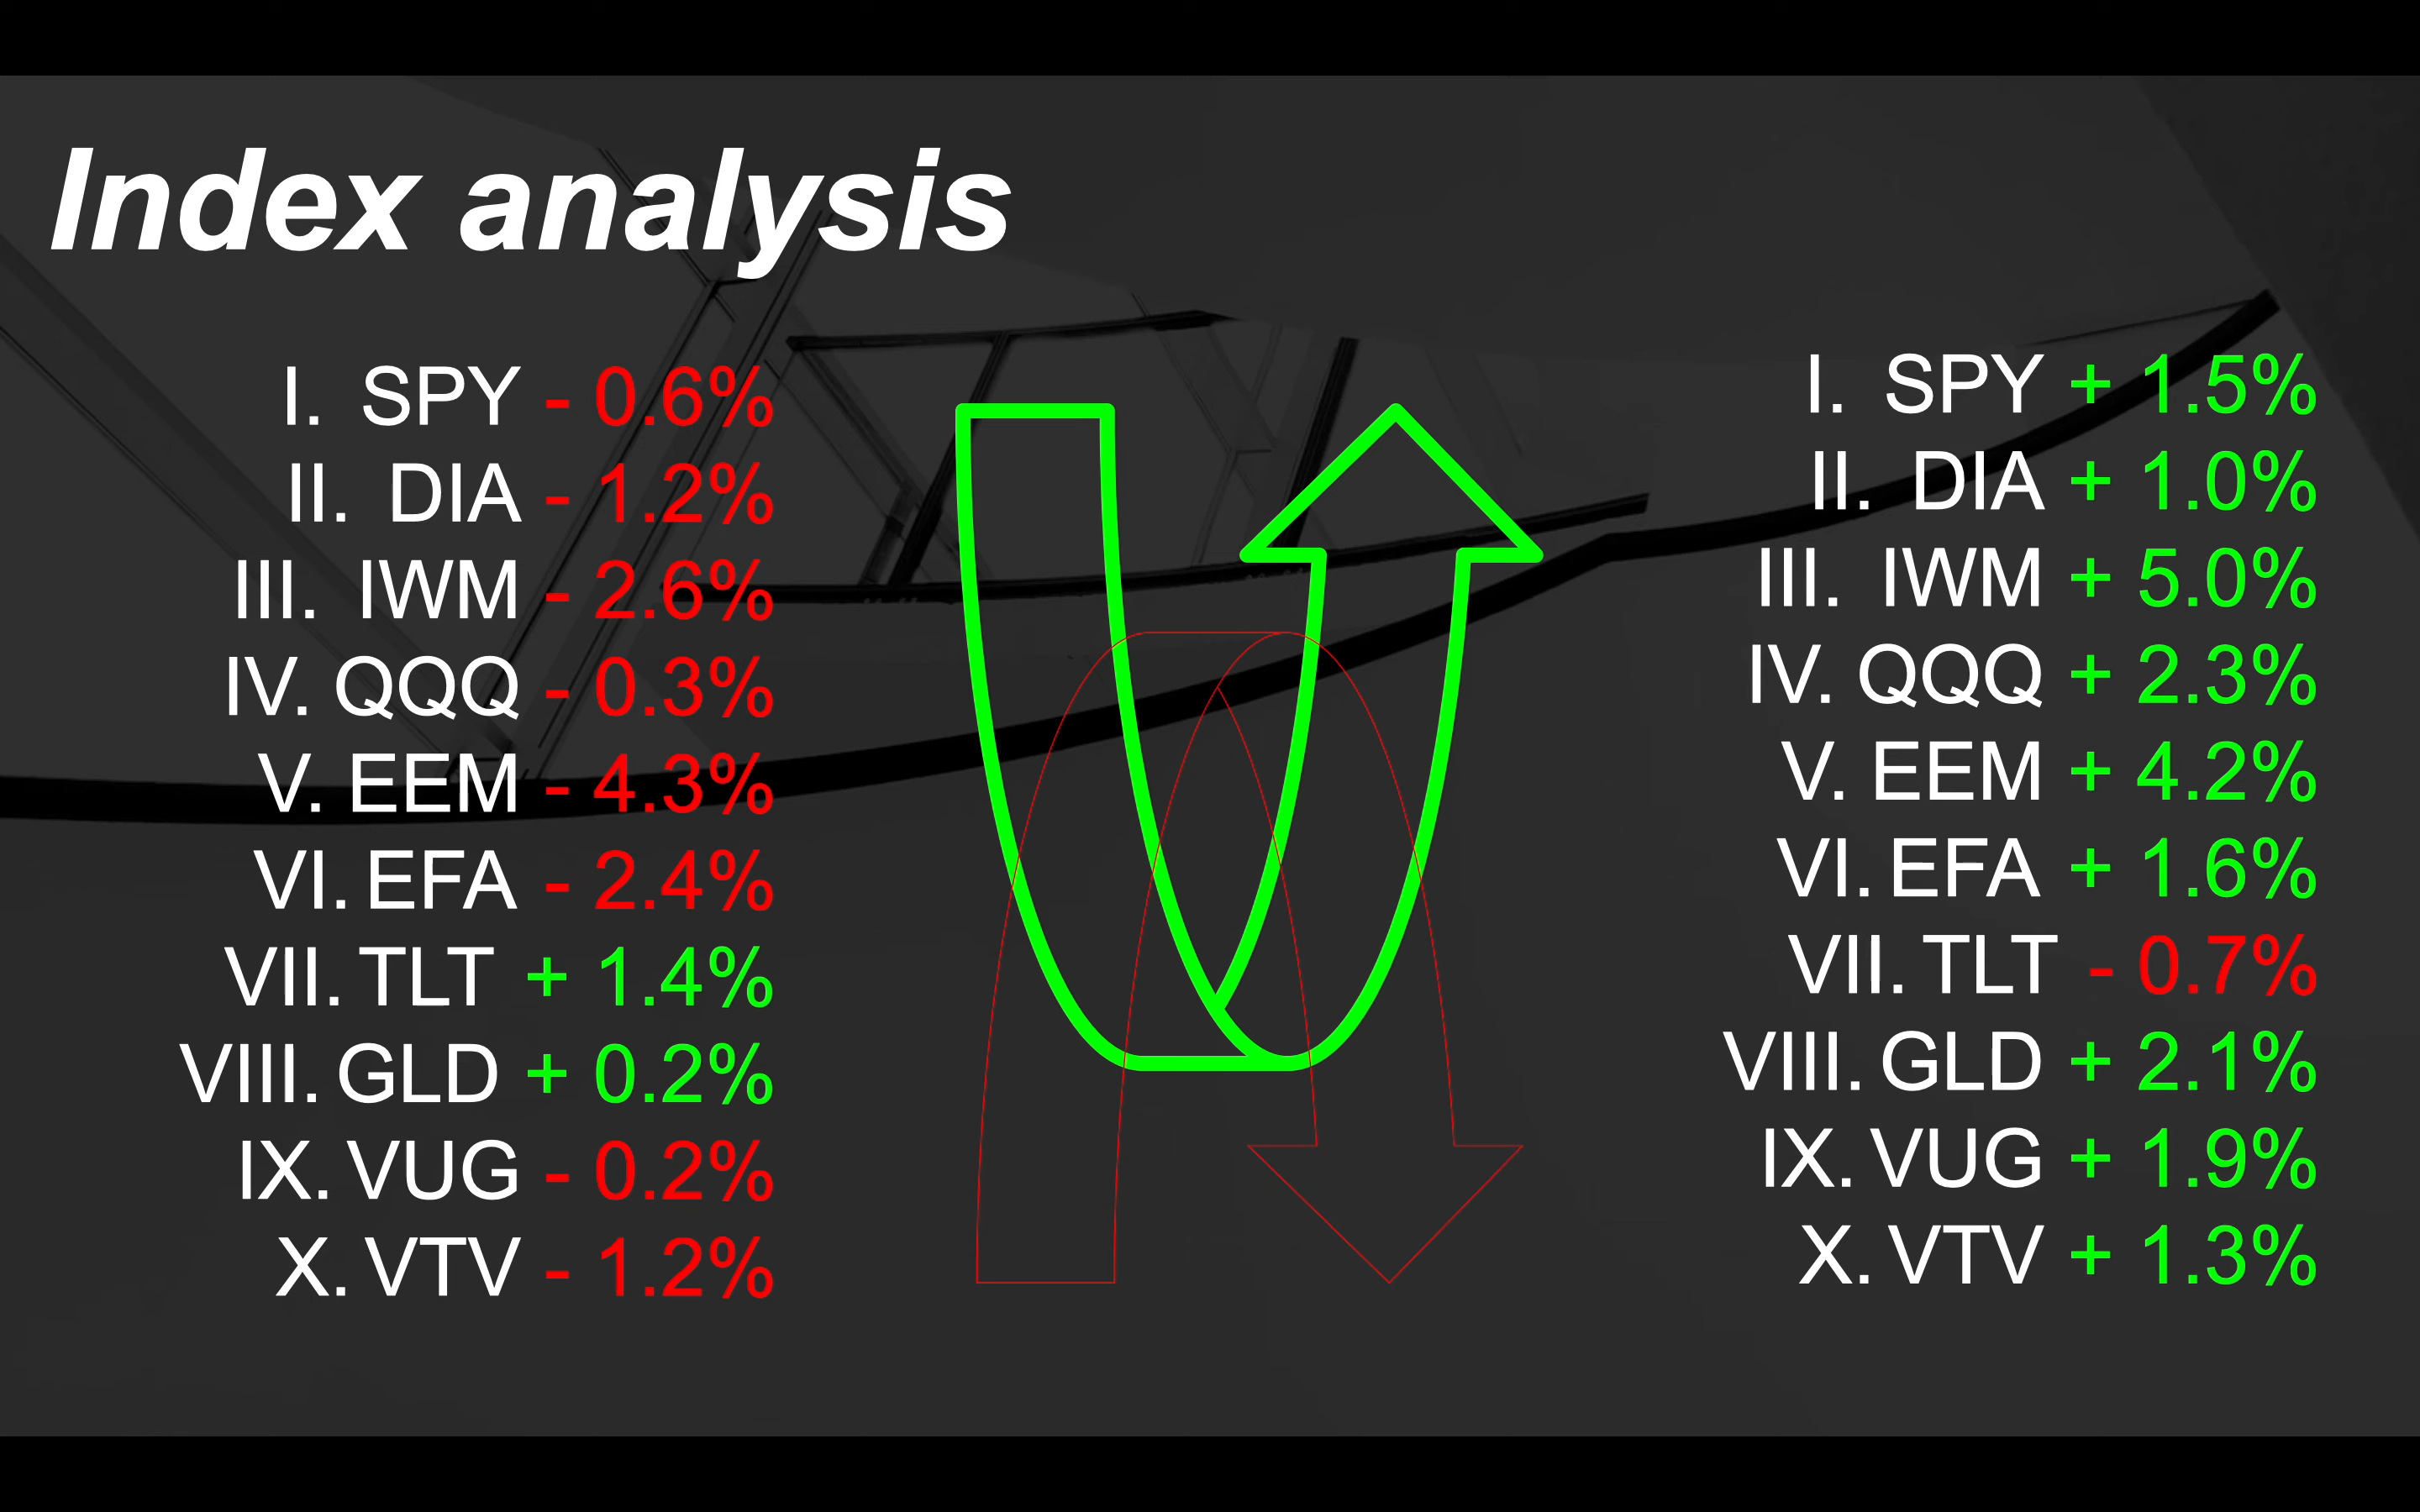 Index analysis
I. SPY - 0.6%
II. DIA - 1.2%
III. IWM - 2.6%
IV. QQQ - 0.3%
V. EEM - 4.3%
VI. EFA - 2.4%
VII. TLT + 1.4%
VIII. GLD + 0.2%
IX. VUG - 0.2%
X. VTV - 1.2%
I. SPY + 1.5%
II. DIA + 1.0%
III. IWM + 5.0%
IV. QQQ + 2.3%
V. EEM + 4.2%
VI. EFA + 1.6%
VII. TLT - 0.7%
VIII. GLD + 2.1%
IX. VUG + 1.9%
X. VTV + 1.3%